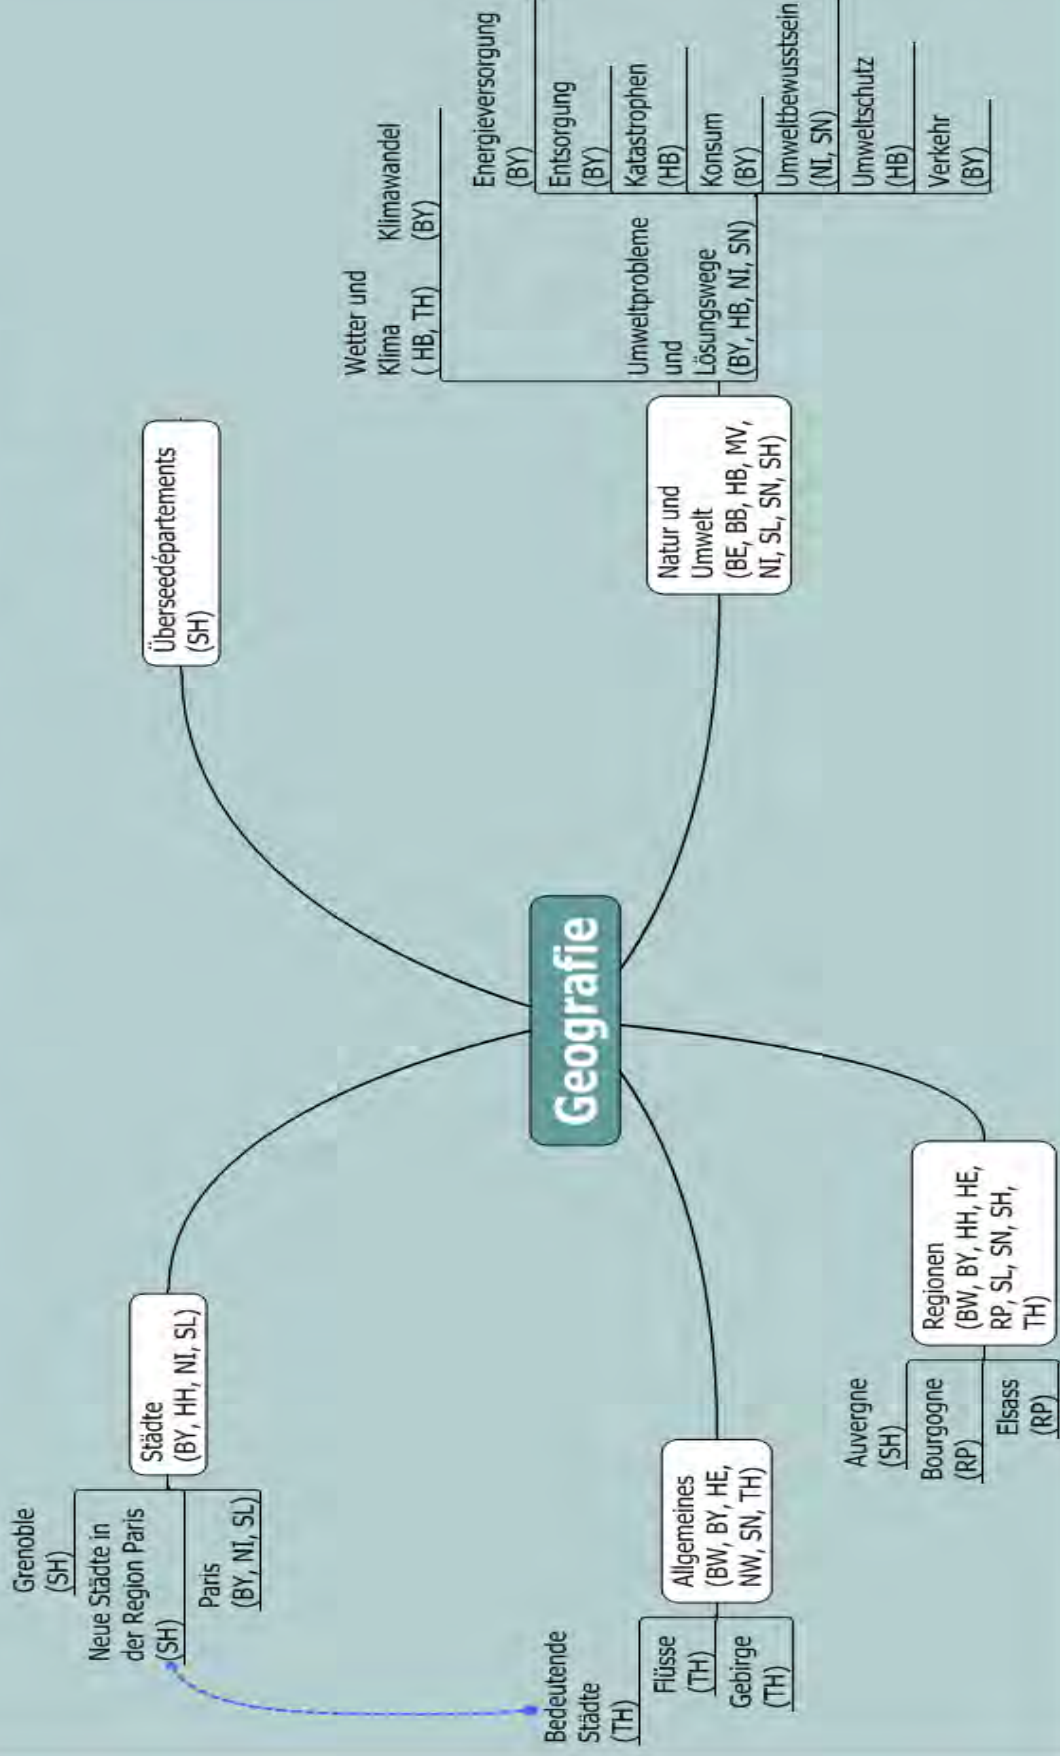 Geografie
Städte
(BY, HH, NI, SL)
Grenoble
(SH)
Neue Städte in
der Region Paris
(SH)
Paris
(BY, NI, SL)
Allgemeines
(BW, BY, HE,
NW, SN, TH)
Bedeutende
Städte
(TH)
Flüsse
(TH)
Gebirge
(TH)
Regionen
(BW, BY, HH, HE,
RP, SL, SN, SH,
TH)
Auvergne
(SH)
Bourgogne
(RP)
Elsass
(RP)
Überseedépartements
(SH)
Natur und
Umwelt
(BE, BB, HB, MV,
NI, SL, SN, SH)
Wetter und
Klima
( HB, TH)
Klimawandel
(BY)
Umweltprobleme
und
Lösungswege
(BY, HB, NI, SN)
Energieversorgung
(BY)
Entsorgung
(BY)
Katastrophen
(HB)
Konsum
(BY)
Umweltbewusstsein
(NI, SN)
Umweltschutz
(HB)
Verkehr
(BY)